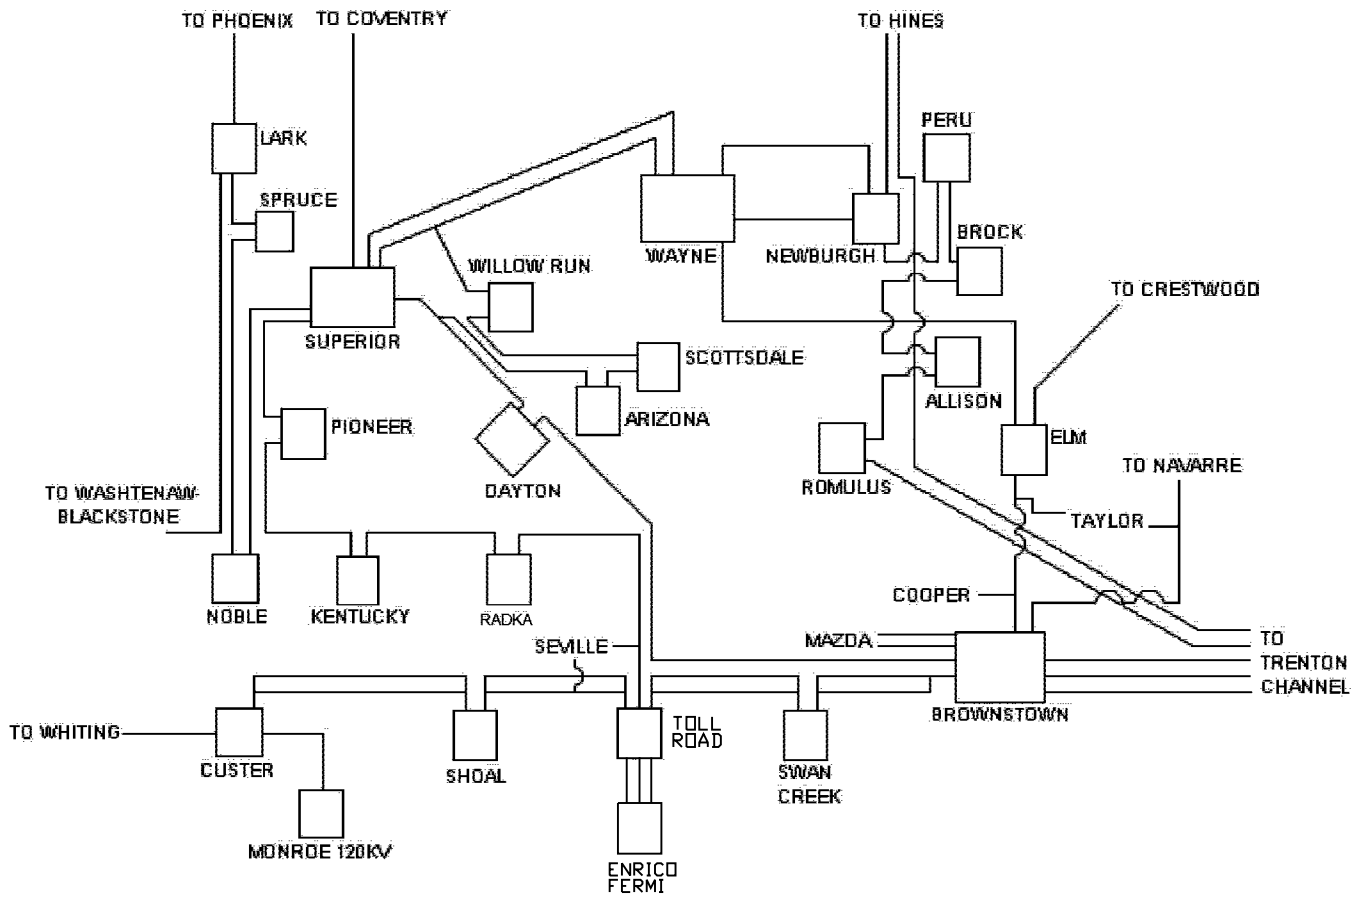 TO PHOENIX
TO COVENTRY
TO HINES
PERU
LARK
SPRUCE
BROCK
WAYNE
NEWBURGH
WILLOW RUN
TO CRESTWOOD
SUPERIOR
SCOTTSDALE
ALLISON
ARIZONA
PIONEER
ELM
TO NAVARRE
DAYTON
ROMULUS
TO WASHTENAW-
BLACKSTONE
TAYLOR
COOPER
NOBLE
KENTUCKY
RADKA
MAZDA
TO
TRENTON
CHANNEL
SEVILLE
BROWNSTOWN
TO WHITING
TOLL
ROAD
CUSTER
SHOAL
SWAN
CREEK
MONROE 120KV
ENRICO
FERMI